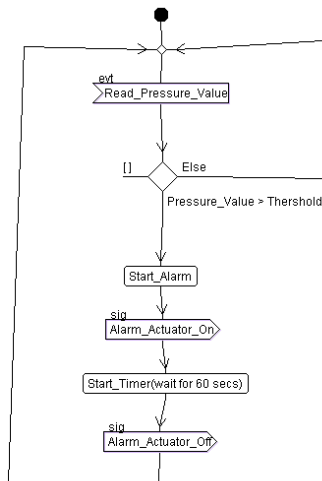 evt
Read_Pressure_Value
[ ]
Else
Pressure_Value > Thershold
Start_Alarm
sig
Alarm_Actuator_On
Start_Timer(wait for 60 secs)
sig
Alarm_Actuator_Off